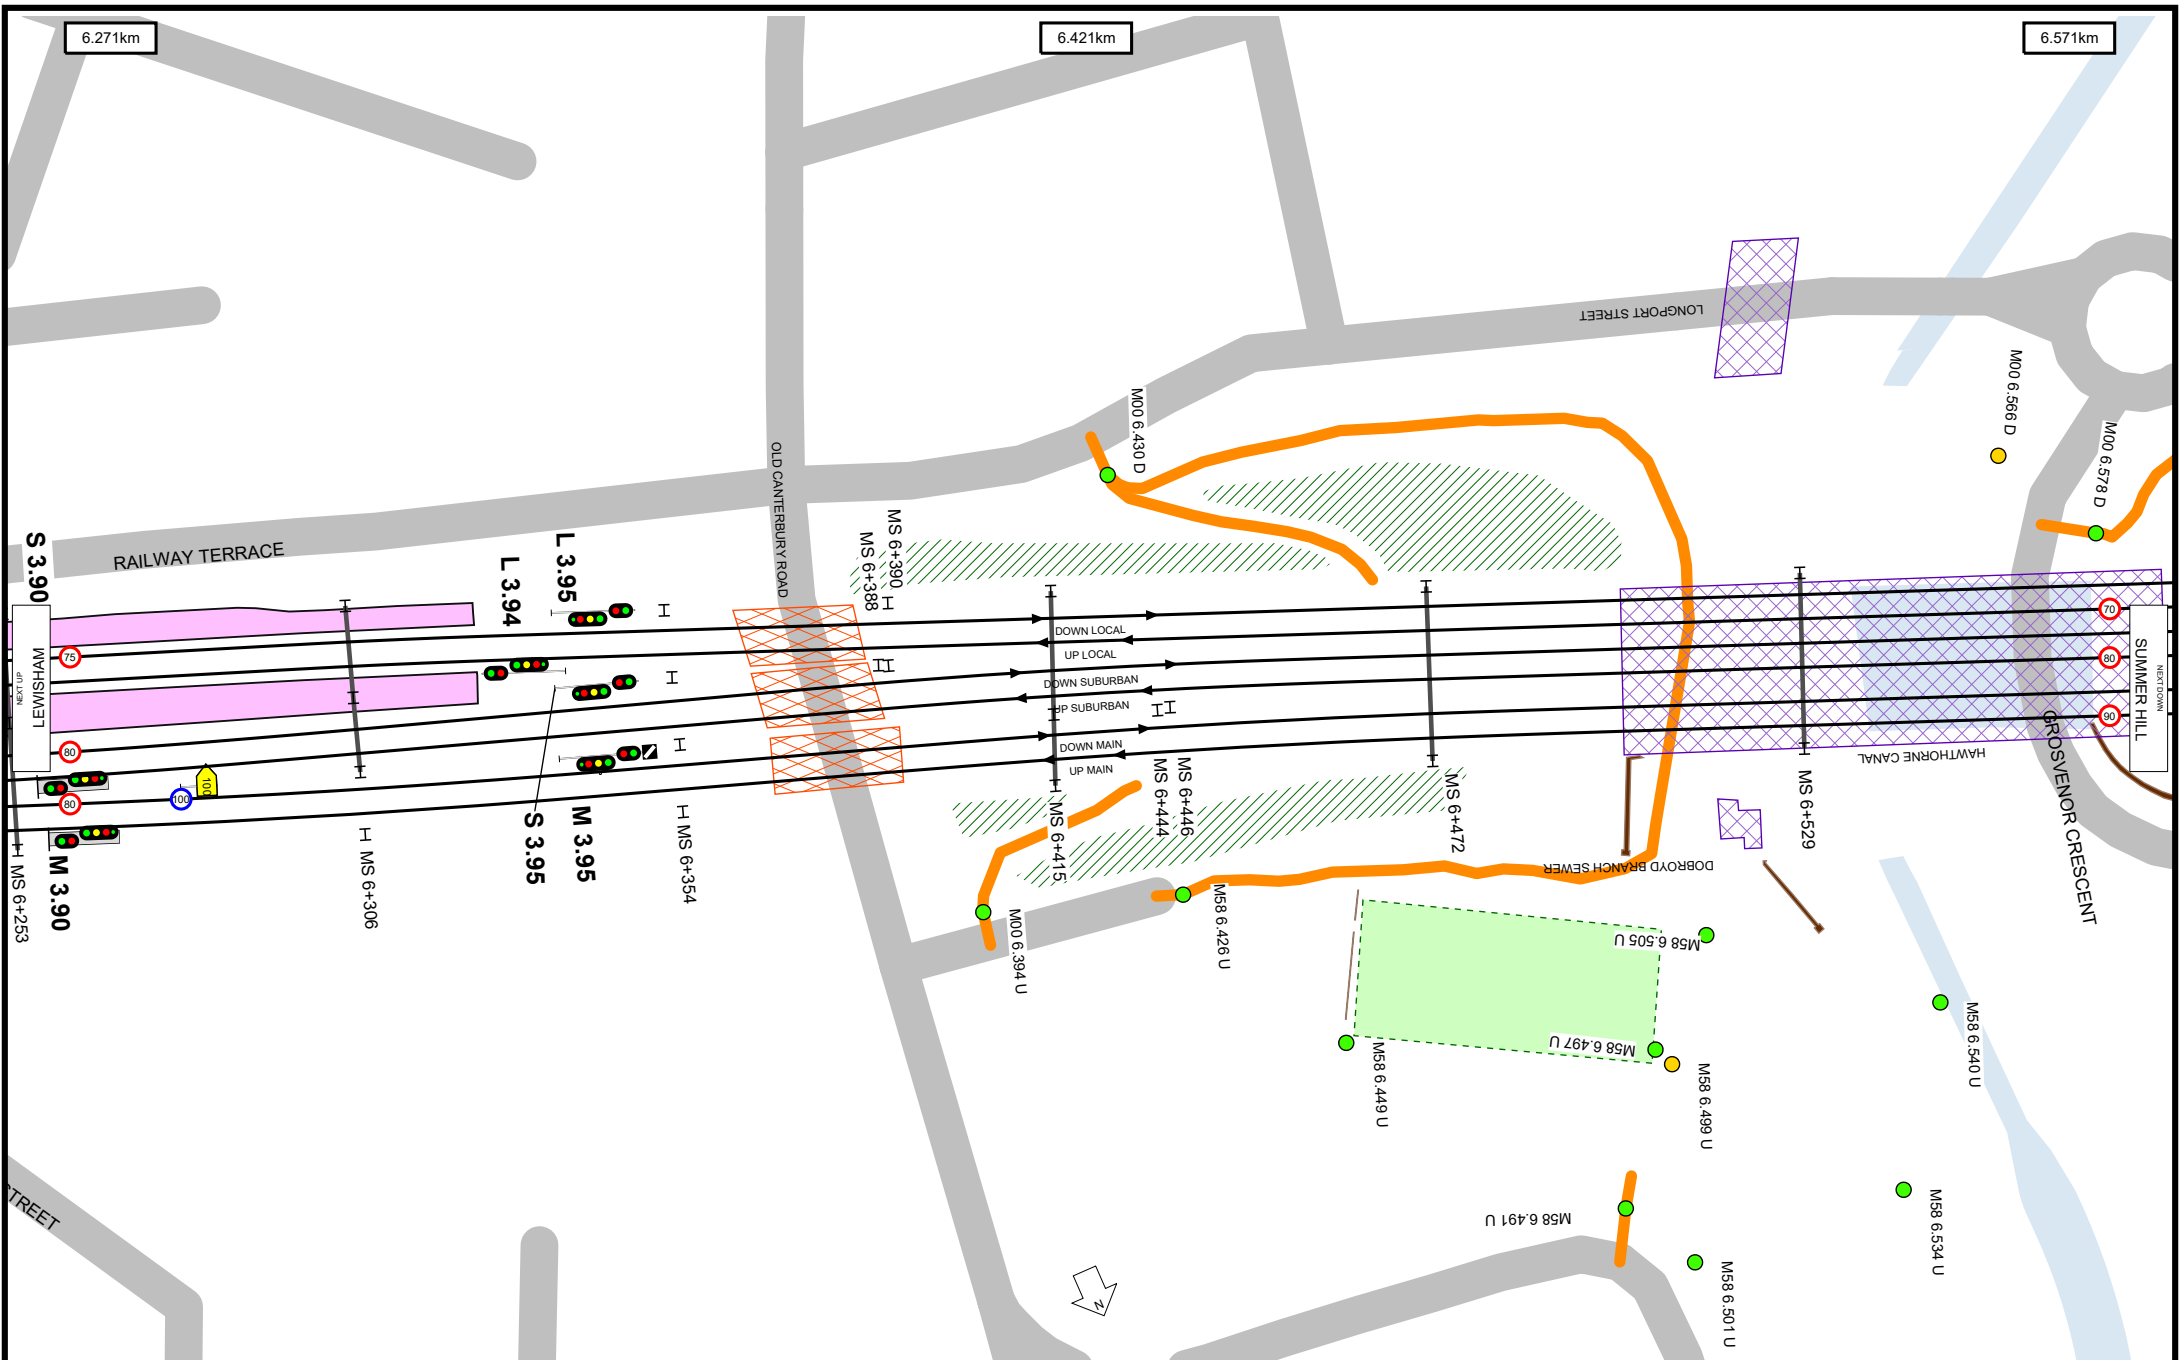 6.271km
6.421km
6.571km
LONGPORT STREET
M00 6.566 D
M00 6.430 D
M00 6.578 D
OLD CANTERBURY ROAD
RAILWAY TERRACE
S 3.90
L 3.94
L 3.95
MS 6+388
MS 6+390
NEXT UP
LEWISHAM
75
80
80
100
100
DOWN LOCAL
UP LOCAL
DOWN SUBURBAN
UP SUBURBAN
DOWN MAIN
UP MAIN
70
80
90
SUMMER HILL
NEXT DOWN
HAWTHORNE CANAL
GROSVENOR CRESCENT
MS 6+253
M 3.90
MS 6+306
S 3.95
M 3.95
MS 6+354
MS 6+415
MS 6+444
MS 6+446
MS 6+472
MS 6+529
DOBROYD BRANCH SEWER
M00 6.394 U
M58 6.426 U
M58 6.505 U
M58 6.449 U
M58 6.497 U
M58 6.499 U
M58 6.540 U
M58 6.491 U
M58 6.534 U
M58 6.501 U
STREET
N